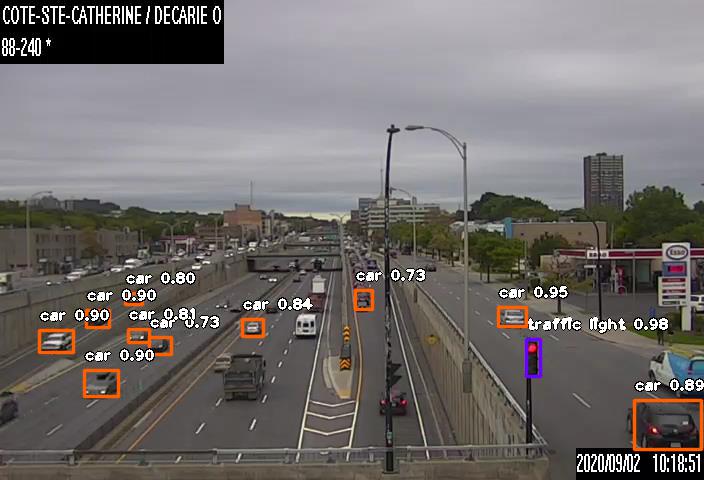 COTE-STE-CATHERINE / DECARIE O
88-240 *
car 0.80
car 0.90
car 0.90
car 0.81
car 0.73
car 0.84
car 0.73
car 0.95
traffic light 0.98
car 0.90
car 0.89
Esso
Esso
2020/09/02 10:18:51